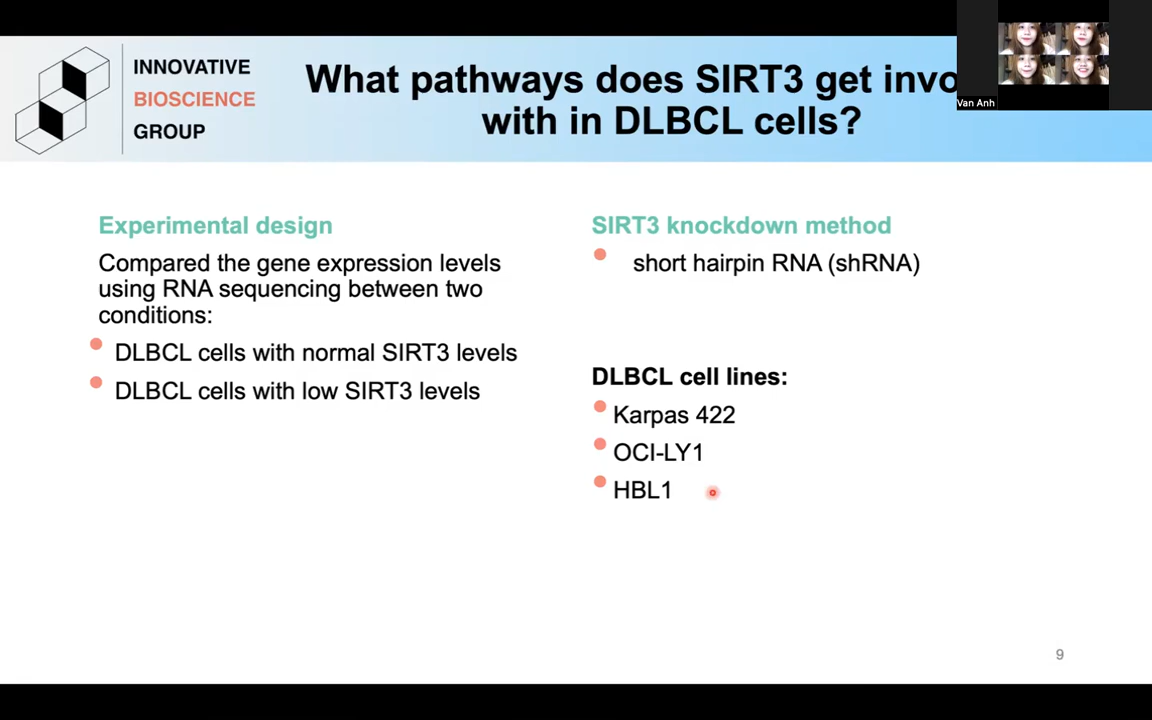 INNOVATIVE
BIOSCIENCE
GROUP
What pathways does SIRT3 get invo
with in DLBCL cells?
Van Anh
Experimental design
Compared the gene expression levels
using RNA sequencing between two
conditions:
DLBCL cells with normal SIRT3 levels
DLBCL cells with low SIRT3 levels
SIRT3 knockdown method
short hairpin RNA (shRNA)
DLBCL cell lines:
Karpas 422
OCI-LY1
HBL1
9